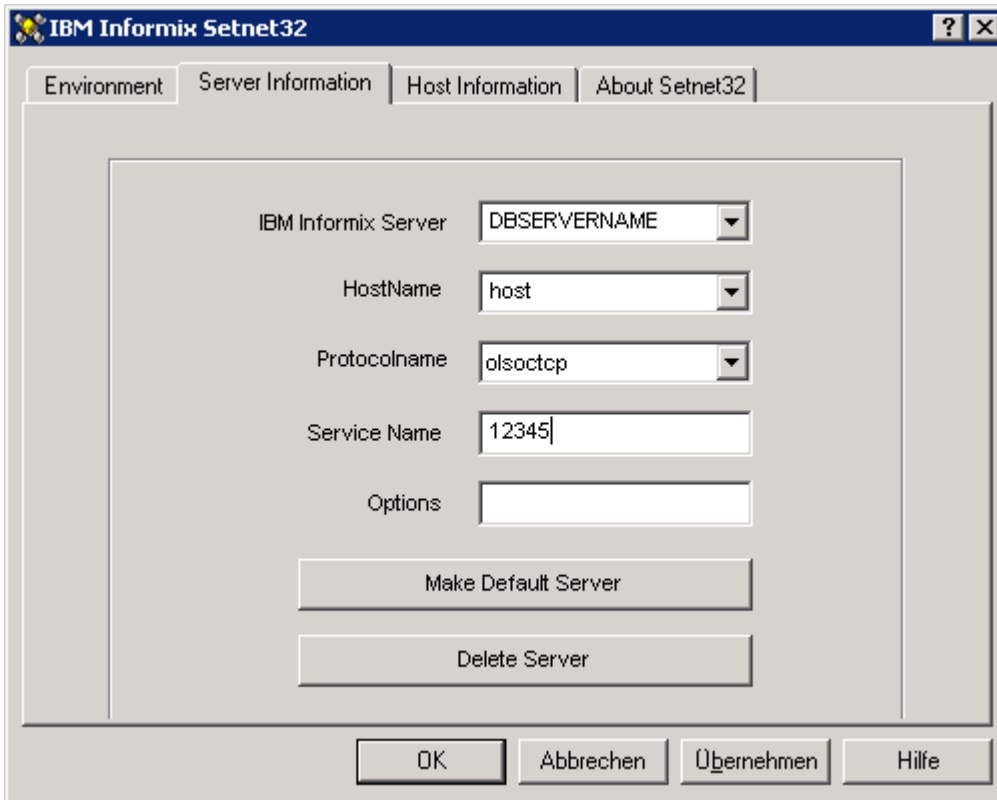 IBM Informix Setnet32
Environment Server Information Host Information About Setnet32
IBM Informix Server DBSERVERNAME
HostName host
Protocolname olsoctcp
Service Name 12345
Options
Make Default Server
Delete Server
OK Abbrechen Übernehmen Hilfe